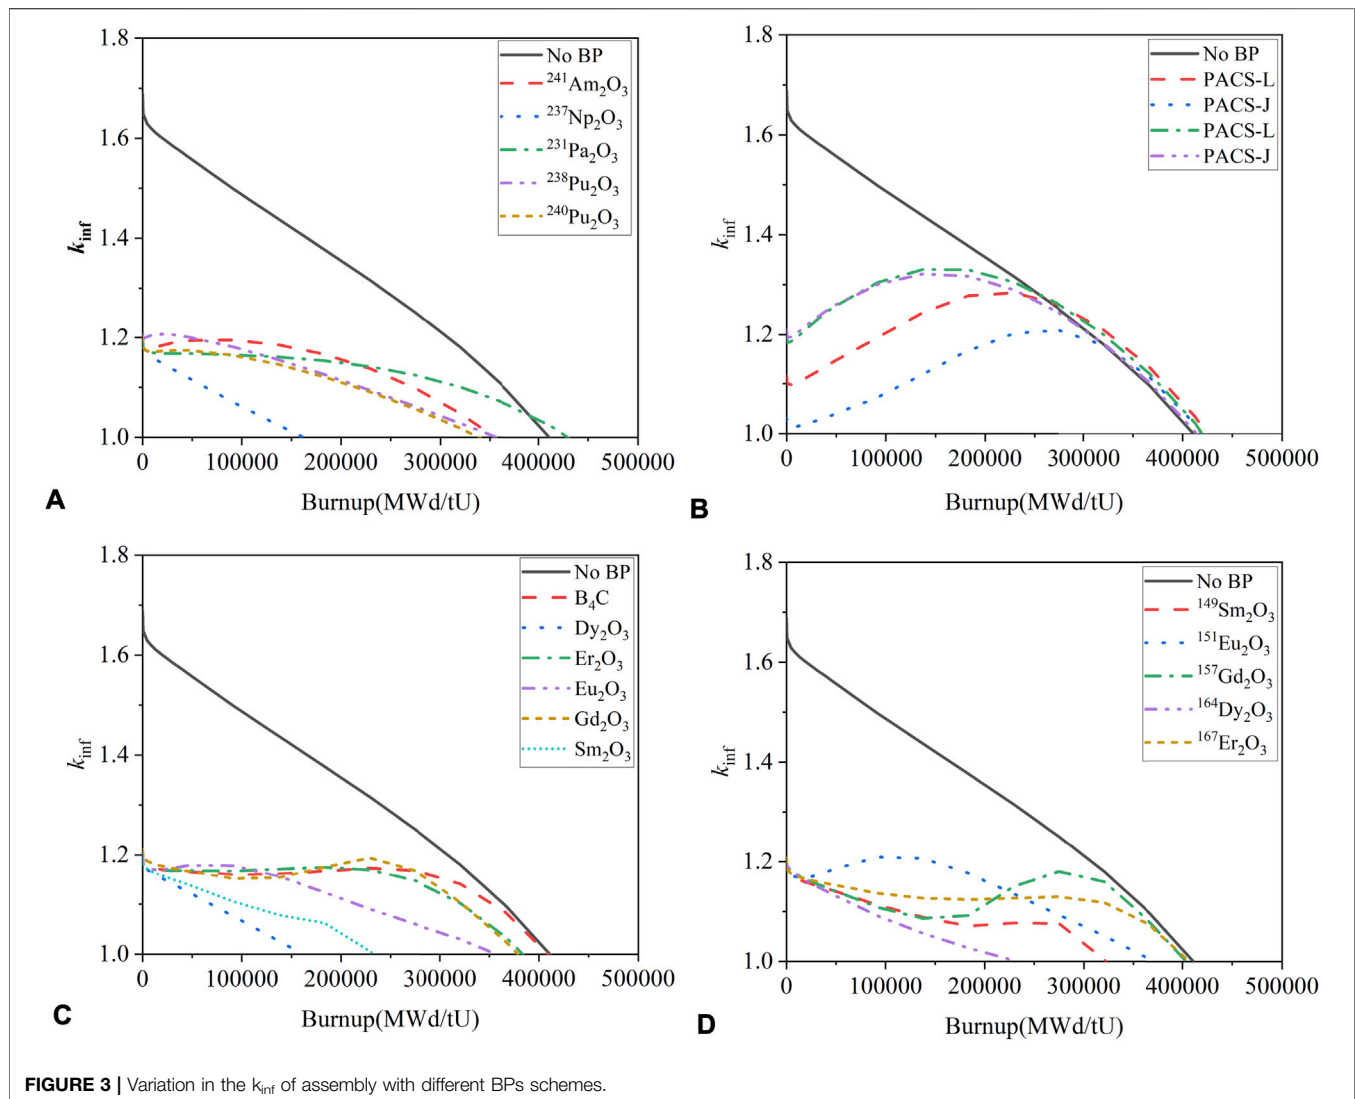 1.8
1.6
1.4
1.2
1.0
k_inf
No BP
²⁴¹Am₂O₃
²³⁷Np₂O₃
²³¹Pa₂O₃
²³⁸Pu₂O₃
²⁴⁰Pu₂O₃
0 100000 200000 300000 400000 500000
Burnup(MWd/tU)
A
1.8
1.6
1.4
1.2
1.0
k_inf
No BP
PACS-L
PACS-J
PACS-L
PACS-J
0 100000 200000 300000 400000 500000
Burnup(MWd/tU)
B
1.8
1.6
1.4
1.2
1.0
k_inf
No BP
B₄C
Dy₂O₃
Er₂O₃
Eu₂O₃
Gd₂O₃
Sm₂O₃
0 100000 200000 300000 400000 500000
Burnup(MWd/tU)
C
1.8
1.6
1.4
1.2
1.0
k_inf
No BP
¹⁴⁹Sm₂O₃
¹⁵¹Eu₂O₃
¹⁵⁷Gd₂O₃
¹⁶⁴Dy₂O₃
¹⁶⁷Er₂O₃
0 100000 200000 300000 400000 500000
Burnup(MWd/tU)
D
FIGURE 3 | Variation in the k_inf of assembly with different BPs schemes.